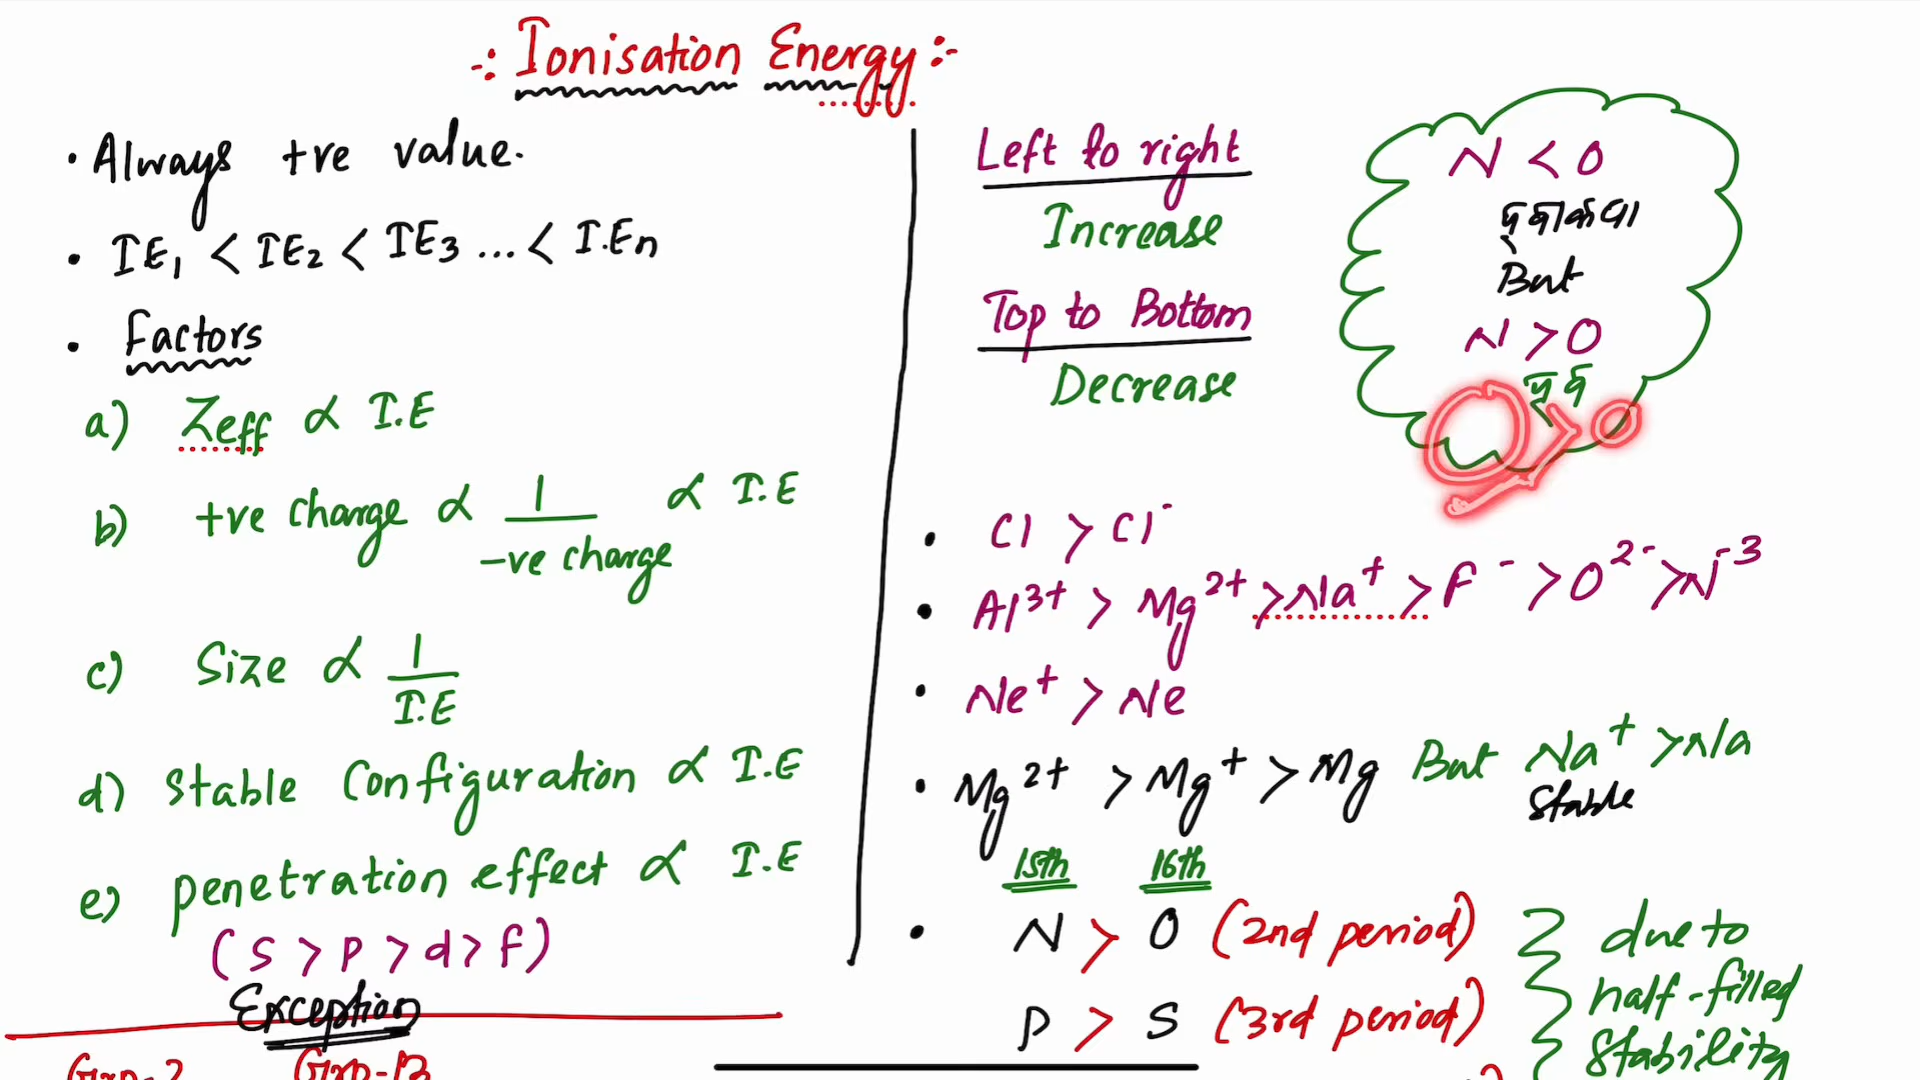 -: Ionisation Energy :-
• Always +ve value.
• IE₁ < IE₂ < IE3 ... < I.En
• Factors
a) Zeff ∝ I.E
b) +ve charge ∝ 1/-ve charge ∝ I.E
c) Size ∝ 1/I.E
d) Stable Configuration ∝ I.E
e) penetration effect ∝ I.E
(s > p > d > f)
Exception
Grp-13
Left to right
Increase
Top to Bottom
Decrease
N < O
But
N > O
• Cl > Cl⁻
• Al³⁺ > Mg²⁺ > Na⁺ > F⁻ > O²⁻ > N⁻³
• Ne⁺ > Ne
• Mg²⁺ > Mg⁺ > Mg But Na⁺ > Na
Stable
15th 16th
• N > O (2nd period)
P > S (3rd period)
due to
half-filled
stability